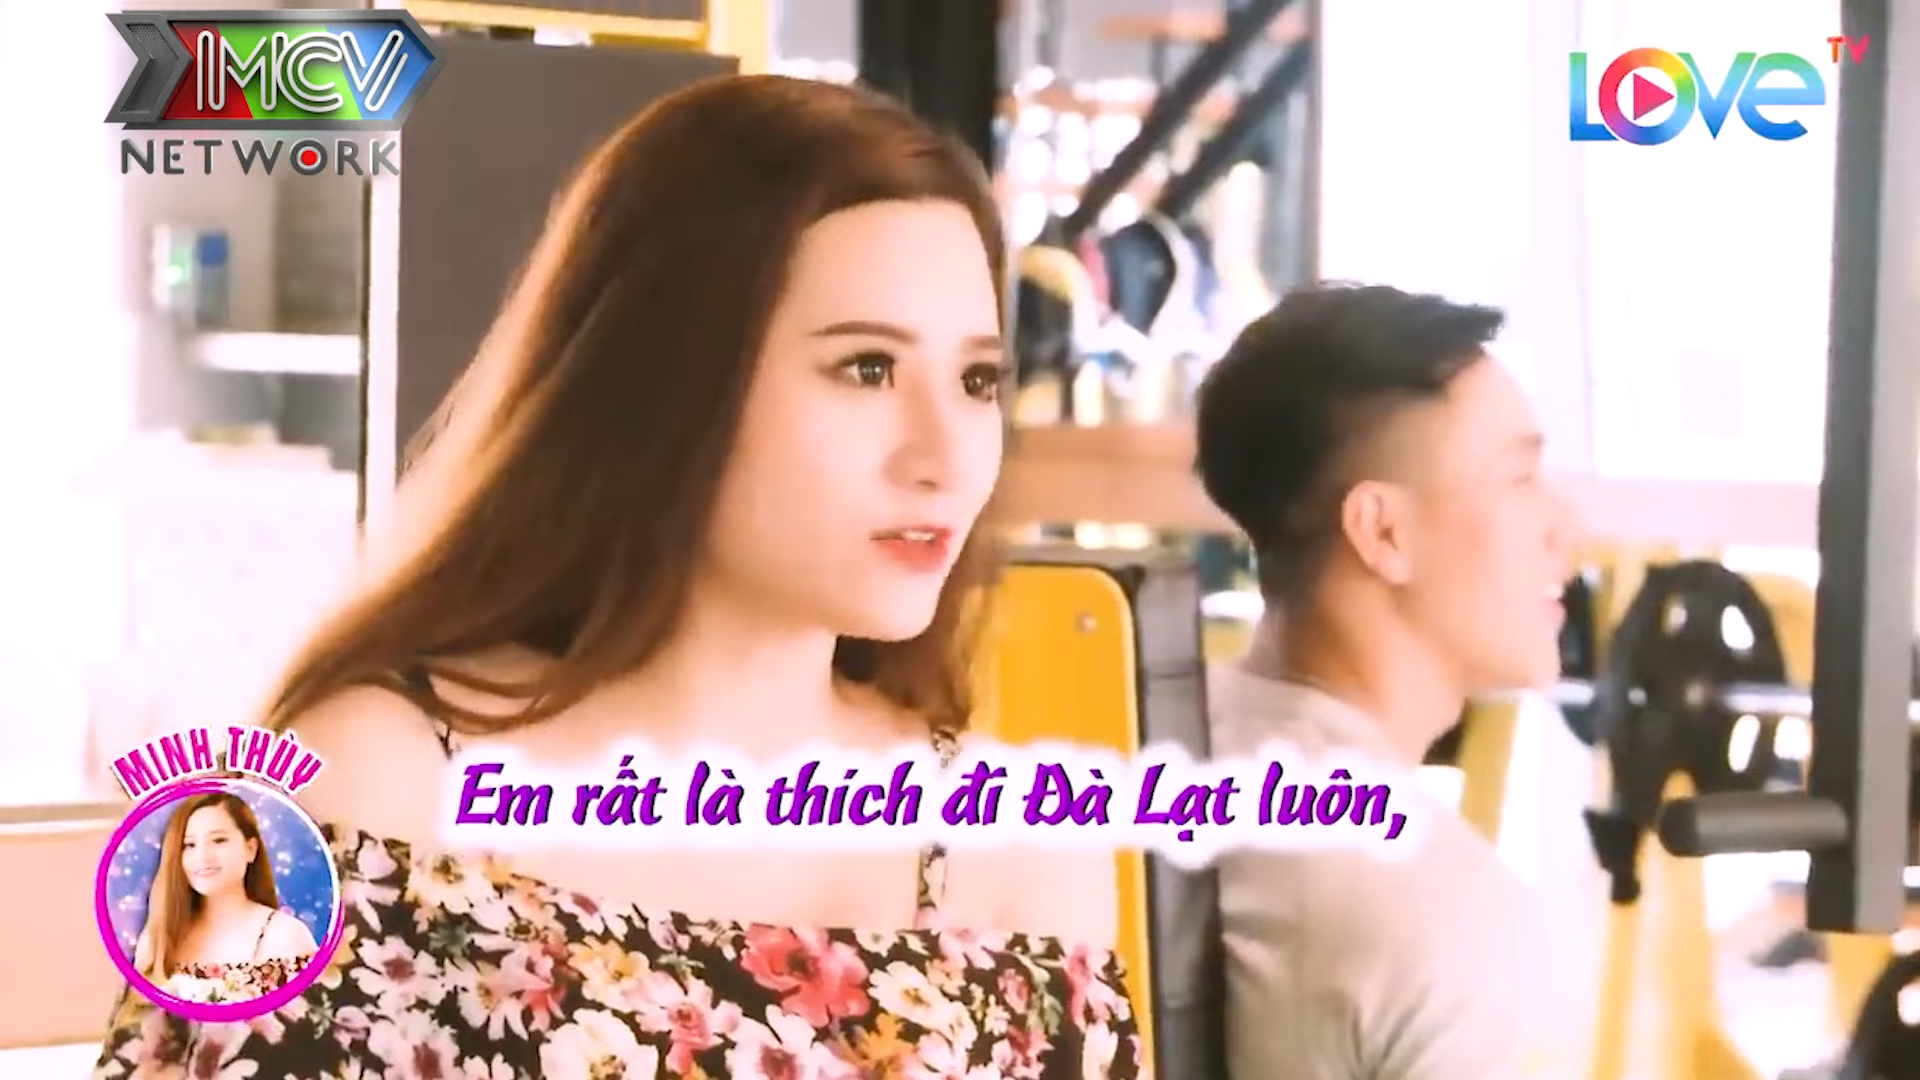 MCV
NETWORK
LOVE TV
MINH THÙY
Em rất là thích đi Đà Lạt luôn,